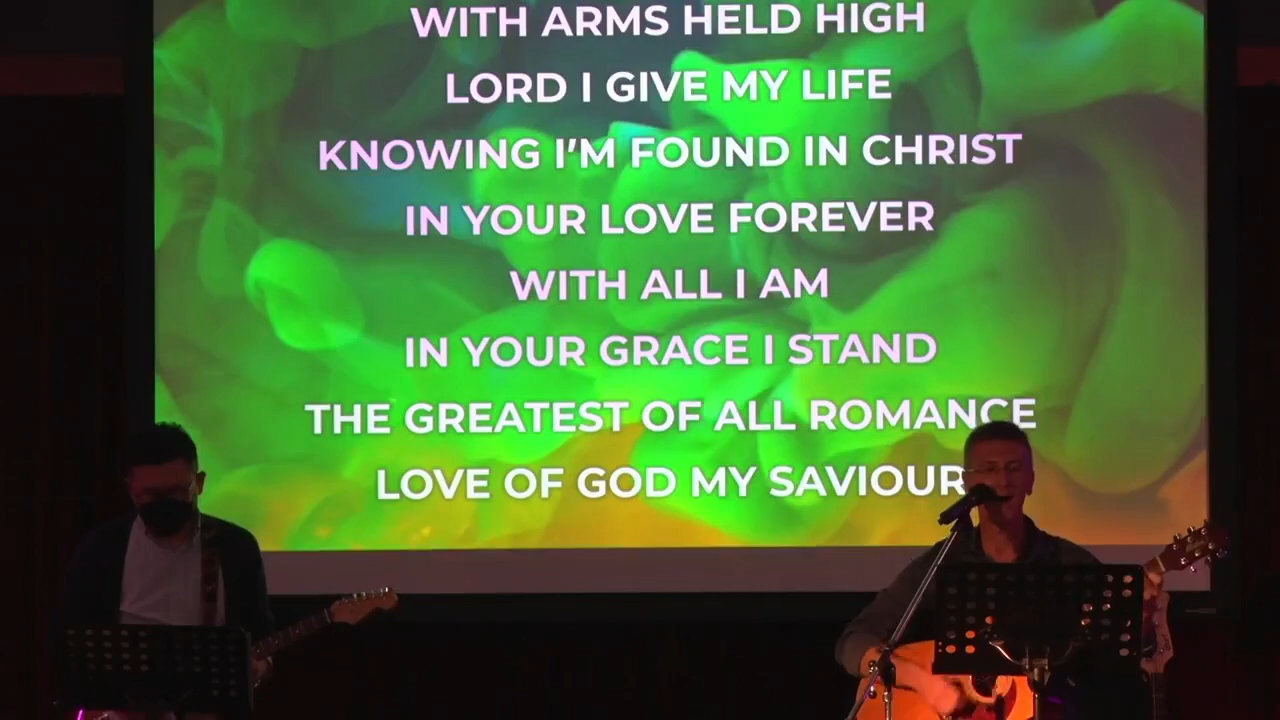 WITH ARMS HELD HIGH
LORD I GIVE MY LIFE
KNOWING I'M FOUND IN CHRIST
IN YOUR LOVE FOREVER
WITH ALL I AM
IN YOUR GRACE I STAND
THE GREATEST OF ALL ROMANCE
LOVE OF GOD MY SAVIOUR